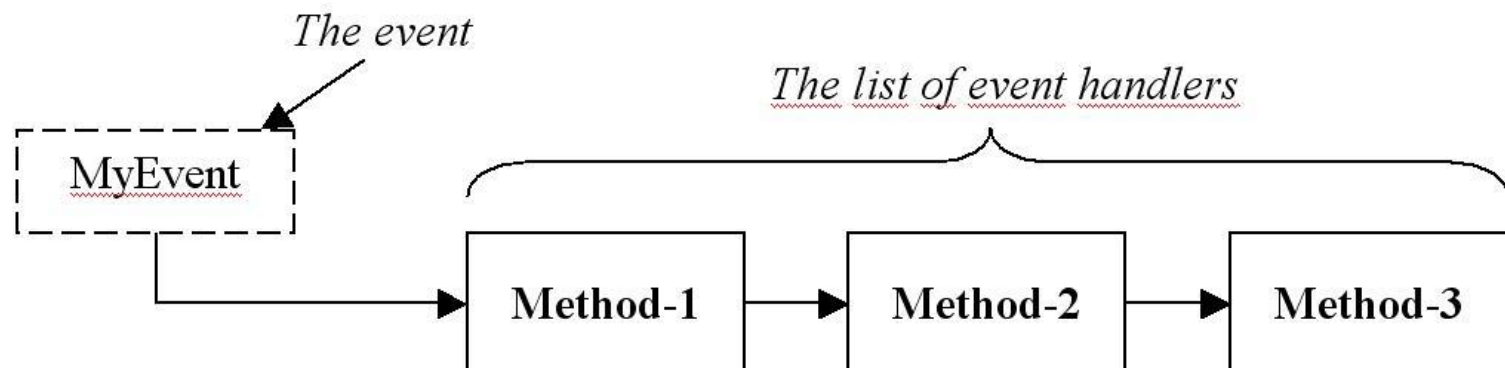 The event
The list of event handlers
MyEvent
Method-1
Method-2
Method-3